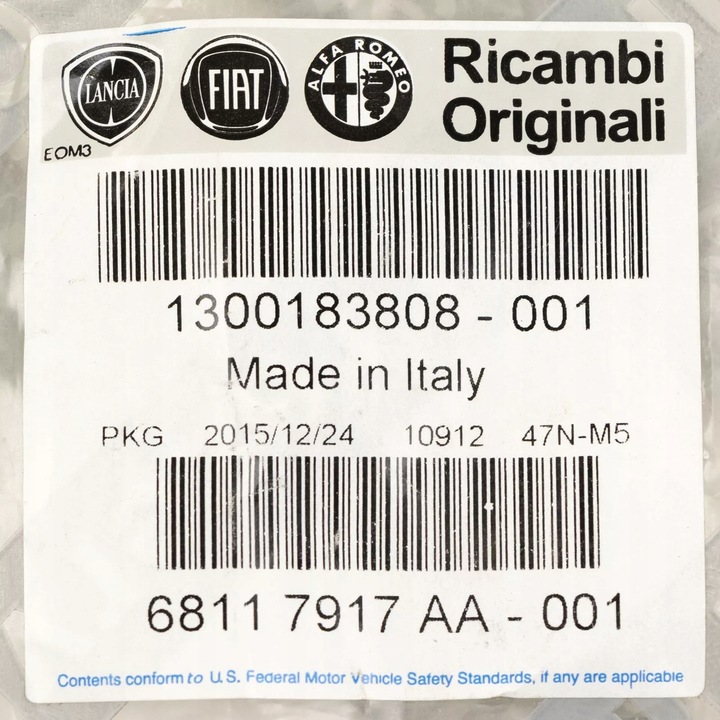 LANCIA FIAT ALFA ROMEO Ricambi
Originali
EOM3
1300183808 - 001
Made in Italy
PKG 2015/12/24 10912 47N-M5
6811 7917 AA - 001
Contents conform to U.S. Federal Motor Vehicle Safety Standards, if any are applicable